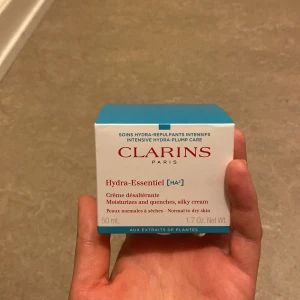 SOINS HYDRA-REPULPANTS INTENSIFS
INTENSIVE HYDRA-PLUMP CARE
CLARINS
PARIS
Hydra-Essentiel [HA²]
Crème désaltérante
Moisturizes and quenches, silky cream
Peaux normales à sèches - Normal to dry skin
50 mL 1.7 Oz. Net Wt.
AUX EXTRAITS DE PLANTES